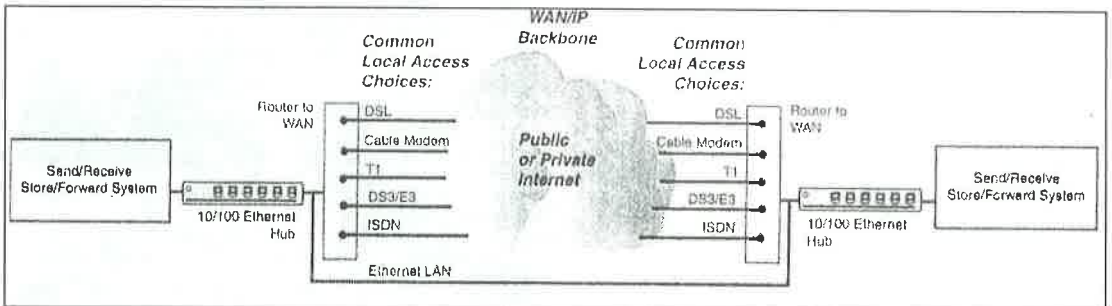 WAN/IP
Backbone
Common
Local Access
Choices:
Common
Local Access
Choices:
Router to
WAN
DSL
Cable Modem
T1
DS3/E3
ISDN
Public
or Private
Internet
DSL
Cable Modem
T1
DS3/E3
ISDN
Router to
WAN
Send/Receive
Store/Forward System
10/100 Ethernet
Hub
Ethernet LAN
10/100 Ethernet
Hub
Send/Receive
Store/Forward System